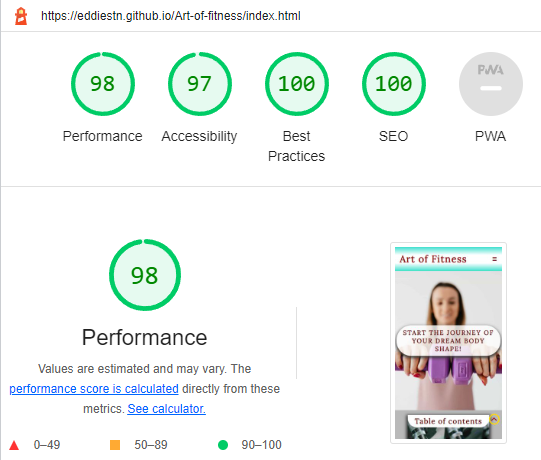 https://eddiestn.github.io/Art-of-fitness/index.html
98
97
100
100
PWA
Performance
Accessibility
Best
Practices
SEO
PWA
98
Performance
Values are estimated and may vary. The
performance score is calculated directly from these
metrics. See calculator.
0–49
50–89
90–100
Art of Fitness
START THE JOURNEY OF
YOUR DREAM BODY
SHAPE!
Table of contents